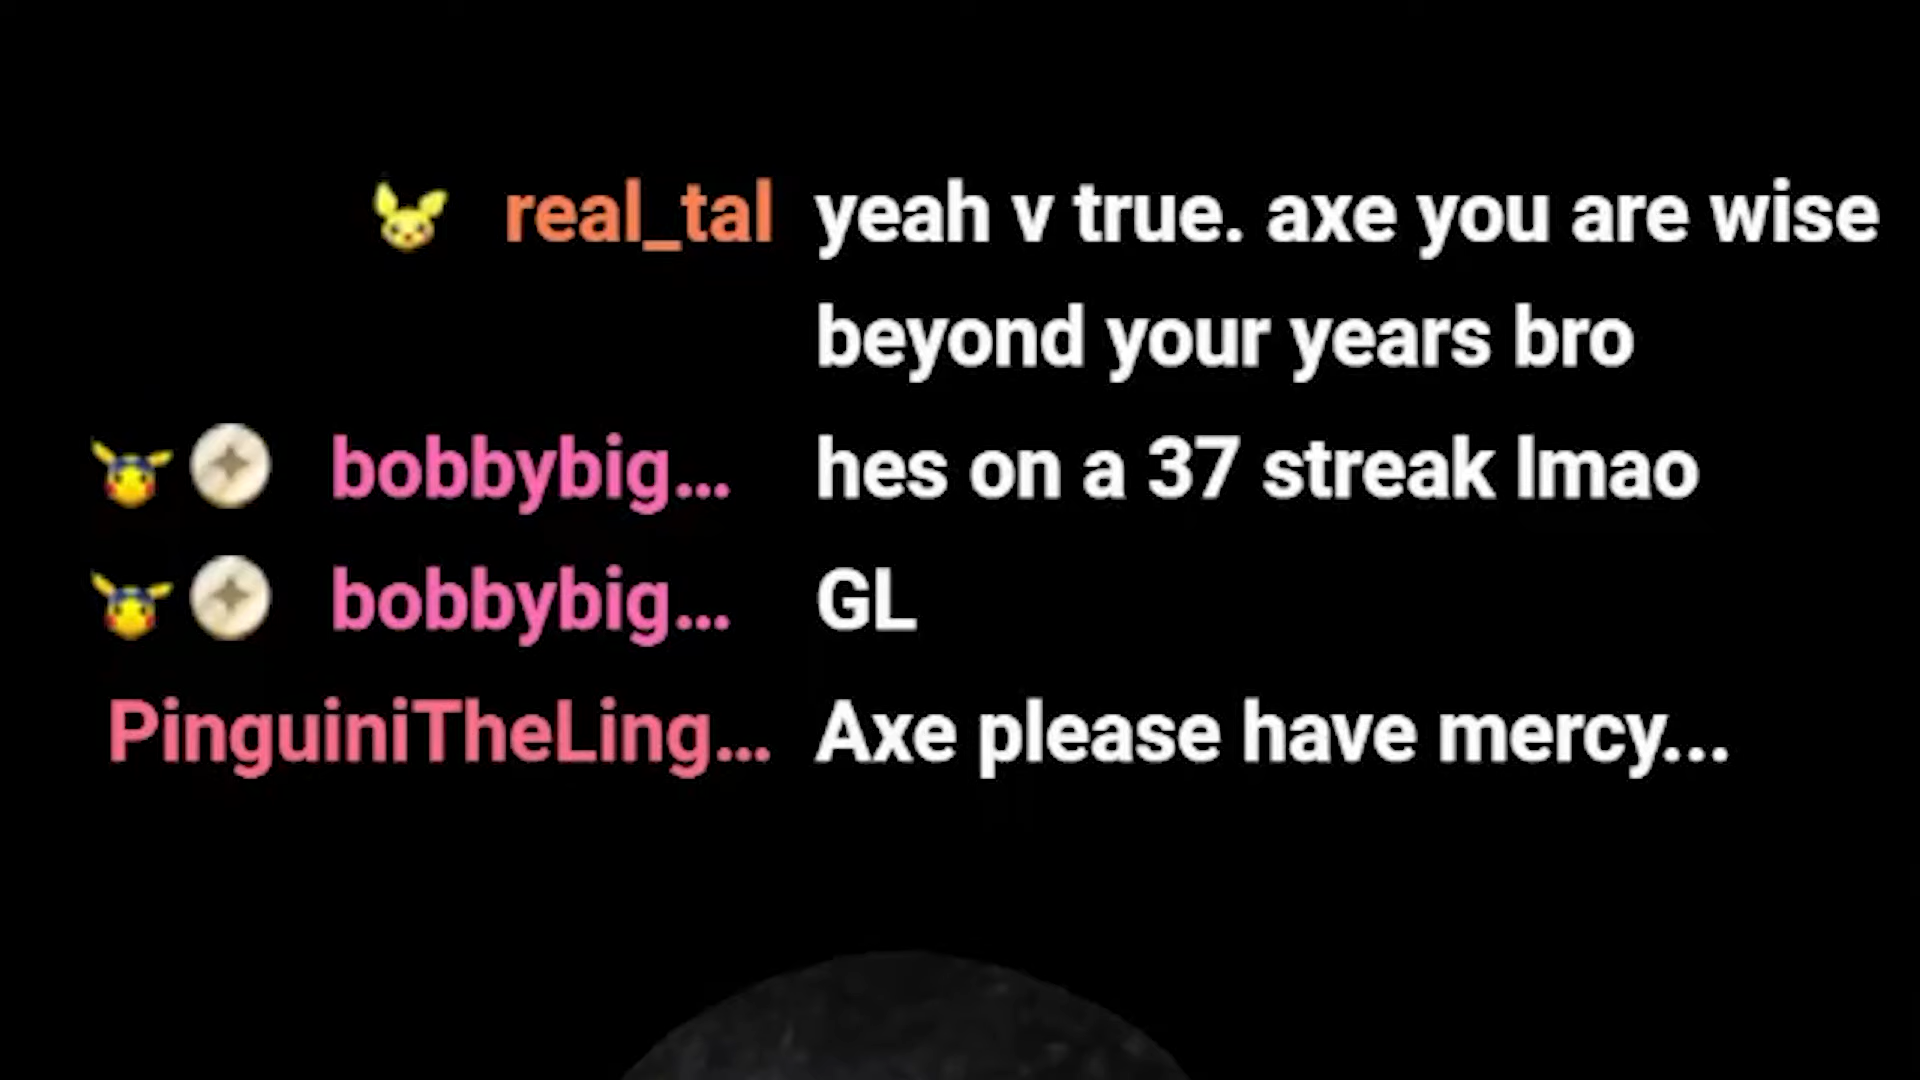 real_tal yeah v true. axe you are wise
beyond your years bro
bobbybig... hes on a 37 streak lmao
bobbybig... GL
PinguiniTheLing... Axe please have mercy...